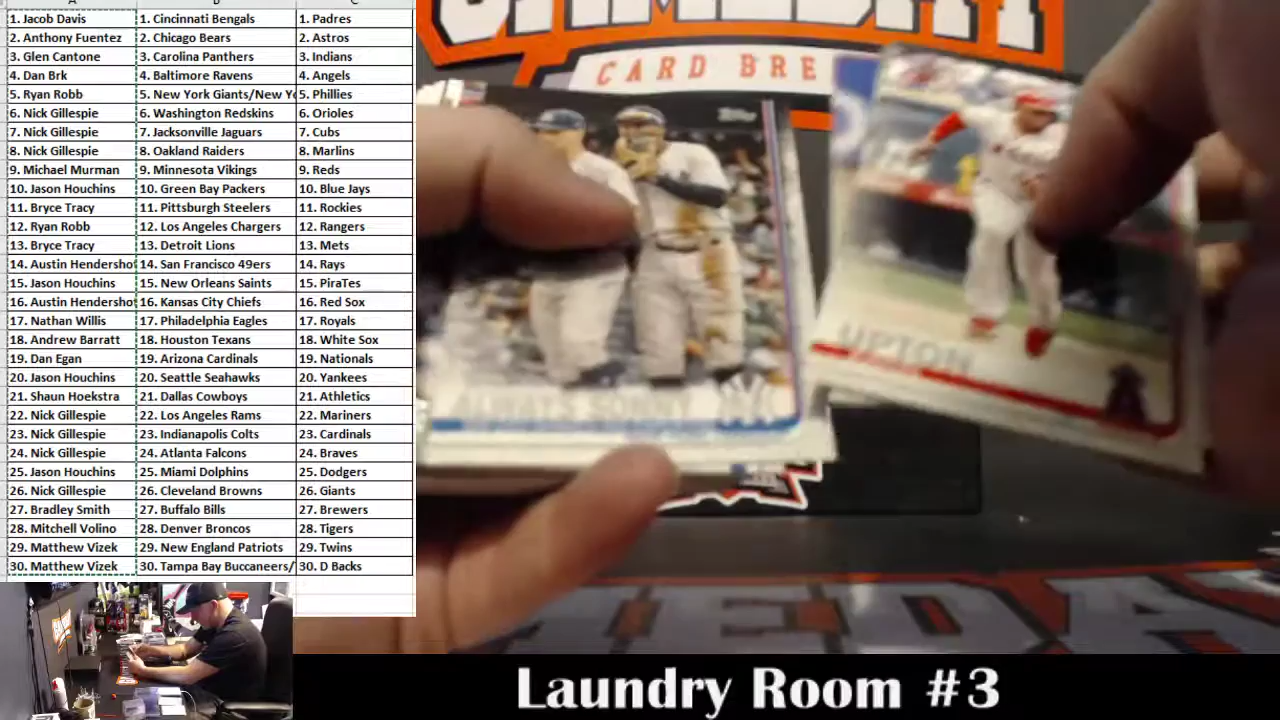 1. Jacob Davis 1. Cincinnati Bengals 1. Padres
2. Anthony Fuentez 2. Chicago Bears 2. Astros
3. Glen Cantone 3. Carolina Panthers 3. Indians
4. Dan Brk 4. Baltimore Ravens 4. Angels
5. Ryan Robb 5. New York Giants/New Yo 5. Phillies
6. Nick Gillespie 6. Washington Redskins 6. Orioles
7. Nick Gillespie 7. Jacksonville Jaguars 7. Cubs
8. Nick Gillespie 8. Oakland Raiders 8. Marlins
9. Michael Murman 9. Minnesota Vikings 9. Reds
10. Jason Houchins 10. Green Bay Packers 10. Blue Jays
11. Bryce Tracy 11. Pittsburgh Steelers 11. Rockies
12. Ryan Robb 12. Los Angeles Chargers 12. Rangers
13. Bryce Tracy 13. Detroit Lions 13. Mets
14. Austin Hendersho 14. San Francisco 49ers 14. Rays
15. Jason Houchins 15. New Orleans Saints 15. PiraTes
16. Austin Hendersho 16. Kansas City Chiefs 16. Red Sox
17. Nathan Willis 17. Philadelphia Eagles 17. Royals
18. Andrew Barratt 18. Houston Texans 18. White Sox
19. Dan Egan 19. Arizona Cardinals 19. Nationals
20. Jason Houchins 20. Seattle Seahawks 20. Yankees
21. Shaun Hoekstra 21. Dallas Cowboys 21. Athletics
22. Nick Gillespie 22. Los Angeles Rams 22. Mariners
23. Nick Gillespie 23. Indianapolis Colts 23. Cardinals
24. Nick Gillespie 24. Atlanta Falcons 24. Braves
25. Jason Houchins 25. Miami Dolphins 25. Dodgers
26. Nick Gillespie 26. Cleveland Browns 26. Giants
27. Bradley Smith 27. Buffalo Bills 27. Brewers
28. Mitchell Volino 28. Denver Broncos 28. Tigers
29. Matthew Vizek 29. New England Patriots 29. Twins
30. Matthew Vizek 30. Tampa Bay Buccaneers/ 30. D Backs
GAMEDAY
CARD BRE
Topps
ALWAYS SONNY
UPTON
Laundry Room #3